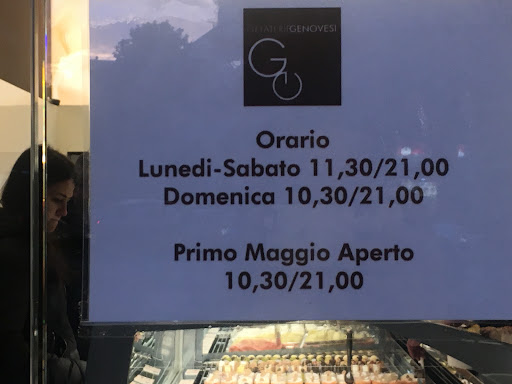 GENOVESI
GO
Orario
Lunedi-Sabato 11,30/21,00
Domenica 10,30/21,00
Primo Maggio Aperto
10,30/21,00